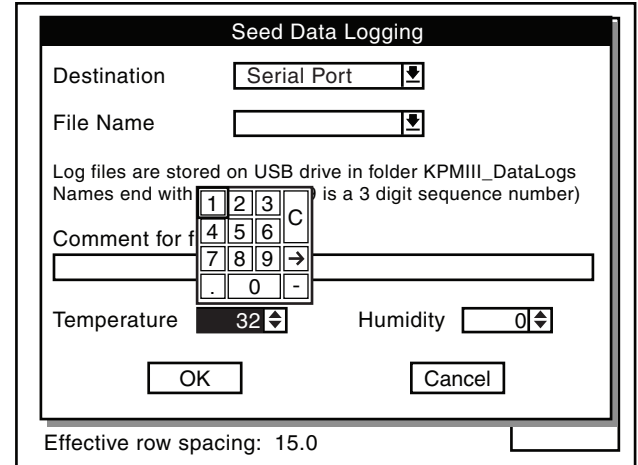 Seed Data Logging
Destination Serial Port
File Name
Log files are stored on USB drive in folder KPMIII_DataLogs
Names end with is a 3 digit sequence number)
1 2 3 C
4 5 6
Comment for f
7 8 9 →
. 0 -
Temperature 32 Humidity 0
OK Cancel
Effective row spacing: 15.0